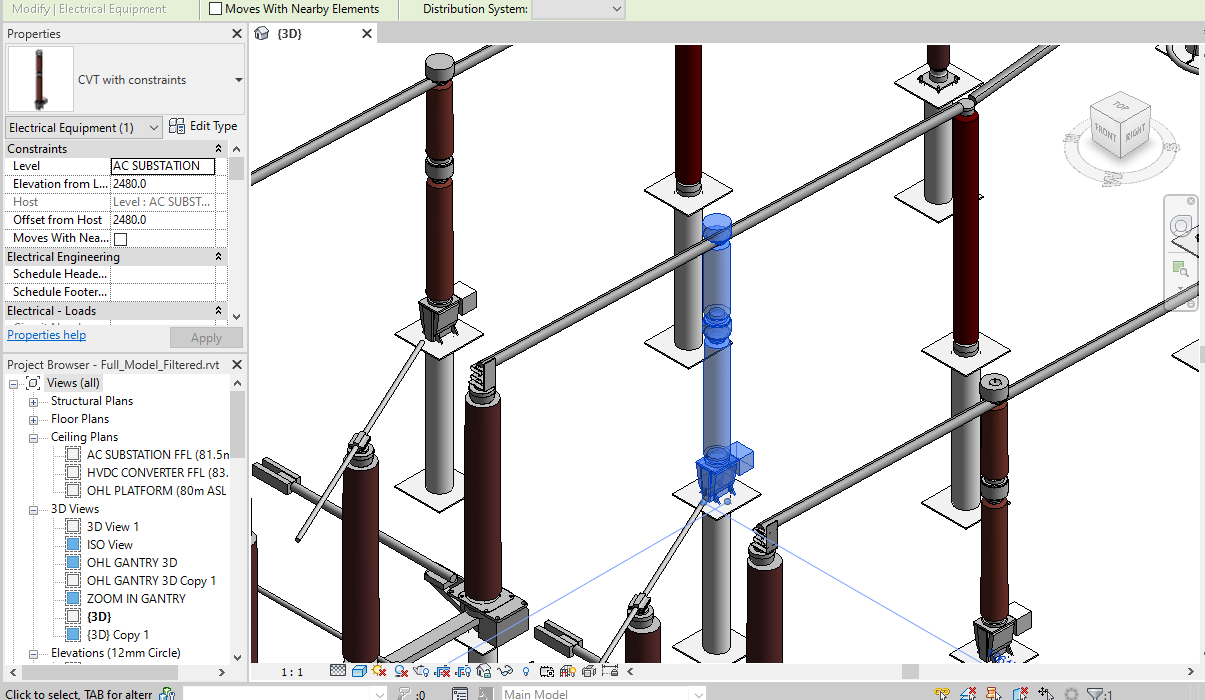 Modify | Electrical Equipment
Moves With Nearby Elements
Distribution System:
Properties
CVT with constraints
Electrical Equipment (1)
Edit Type
Constraints
Level
AC SUBSTATION
Elevation from L...
2480.0
Host
Level : AC SUBST...
Offset from Host
2480.0
Moves With Nea...
Electrical Engineering
Schedule Heade...
Schedule Footer...
Electrical - Loads
Properties help
Apply
Project Browser - Full_Model_Filtered.rvt
Views (all)
Structural Plans
Floor Plans
Ceiling Plans
AC SUBSTATION FFL (81.5m
HVDC CONVERTER FFL (83.
OHL PLATFORM (80m ASL
3D Views
3D View 1
ISO View
OHL GANTRY 3D
OHL GANTRY 3D Copy 1
ZOOM IN GANTRY
{3D}
{3D} Copy 1
Elevations (12mm Circle)
{3D}
TOP
FRONT
RIGHT
W
S
1 : 1
Click to select, TAB for altern
:0
Main Model
:1